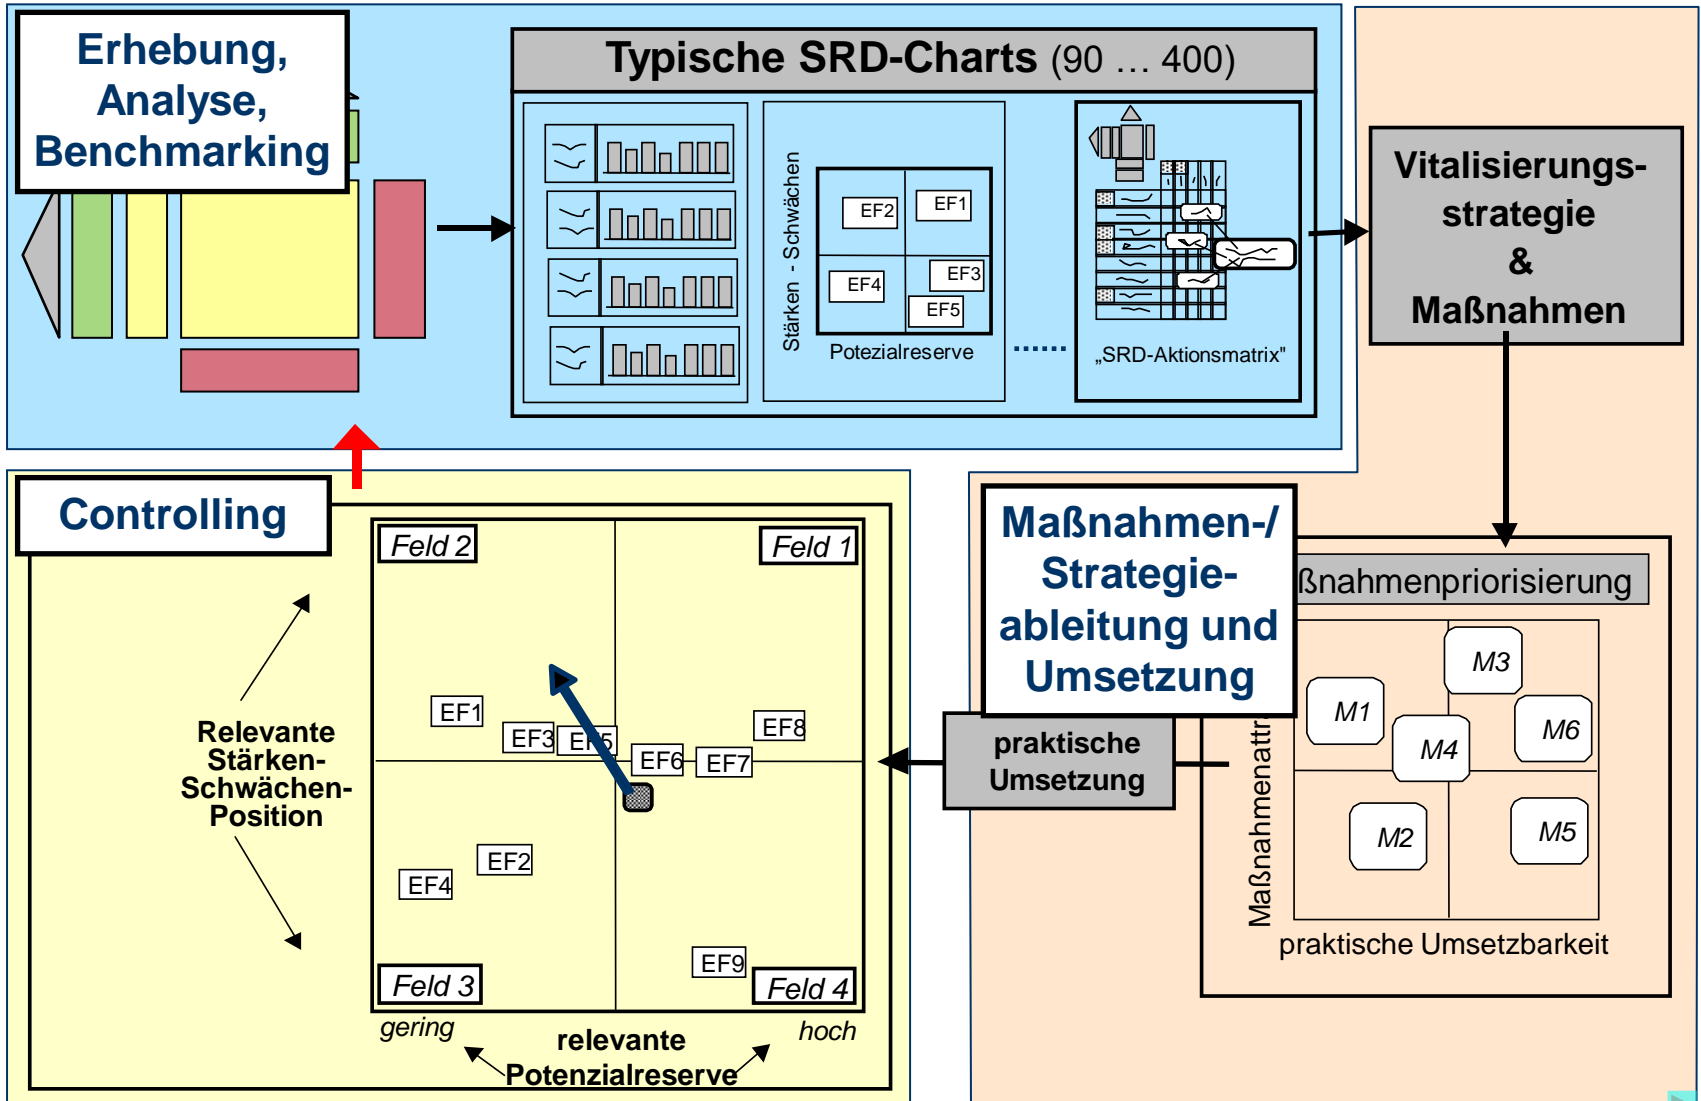 Erhebung,
Analyse,
Benchmarking
Typische SRD-Charts (90 … 400)
Stärken - Schwächen
EF2
EF1
EF4
EF3
EF5
Potezialreserve
„SRD-Aktionsmatrix"
Vitalisierungs-
strategie
&
Maßnahmen
Controlling
Feld 2
Feld 1
EF1
EF3
EF5
EF6
EF7
EF8
EF2
EF4
EF9
Feld 3
Feld 4
Relevante
Stärken-
Schwächen-
Position
gering
hoch
relevante
Potenzialreserve
praktische
Umsetzung
Maßnahmen-/
Strategie-
ableitung und
Umsetzung
ßnahmenpriorisierung
Maßnahmenattr
M1
M3
M4
M6
M2
M5
praktische Umsetzbarkeit